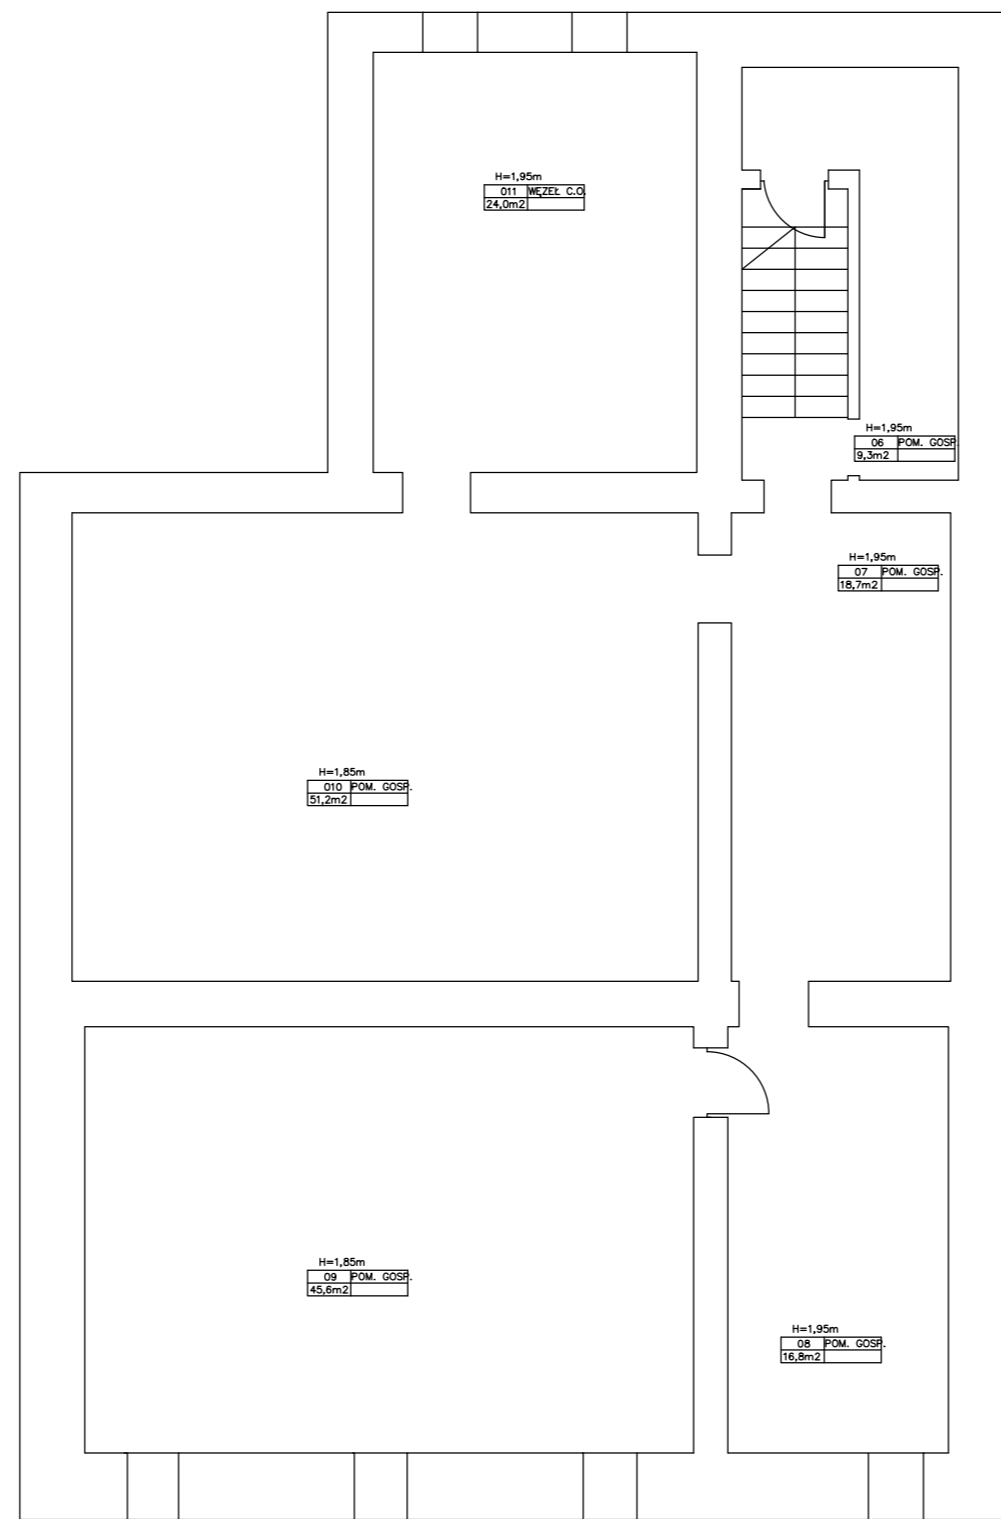 H=1,95m
011 WĘZEŁ C.O.
24,0m2
H=1,95m
06 POM. GOSP.
9,3m2
H=1,95m
07 POM. GOSP.
18,7m2
H=1,85m
010 POM. GOSP.
51,2m2
H=1,85m
09 POM. GOSP.
45,6m2
H=1,95m
08 POM. GOSP.
16,8m2